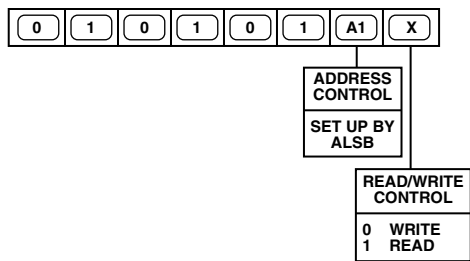 0 1 0 1 0 1 A1 X
ADDRESS
CONTROL
SET UP BY
ALSB
READ/WRITE
CONTROL
0 WRITE
1 READ